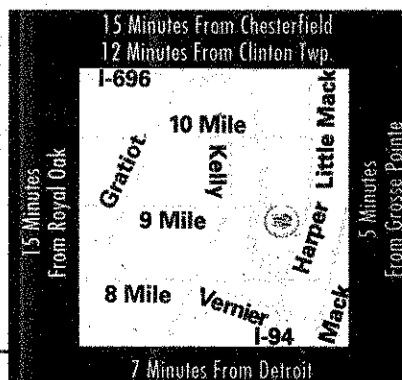 15 Minutes From Chesterfield
12 Minutes From Clinton Twp.
I-696
10 Mile
Little Mack
Gratiot
Kelly
15 Minutes
From Royal Oak
5 Minutes
From Grosse Pointe
9 Mile
Harper
8 Mile
Vernier
Mack
I-94
7 Minutes From Detroit